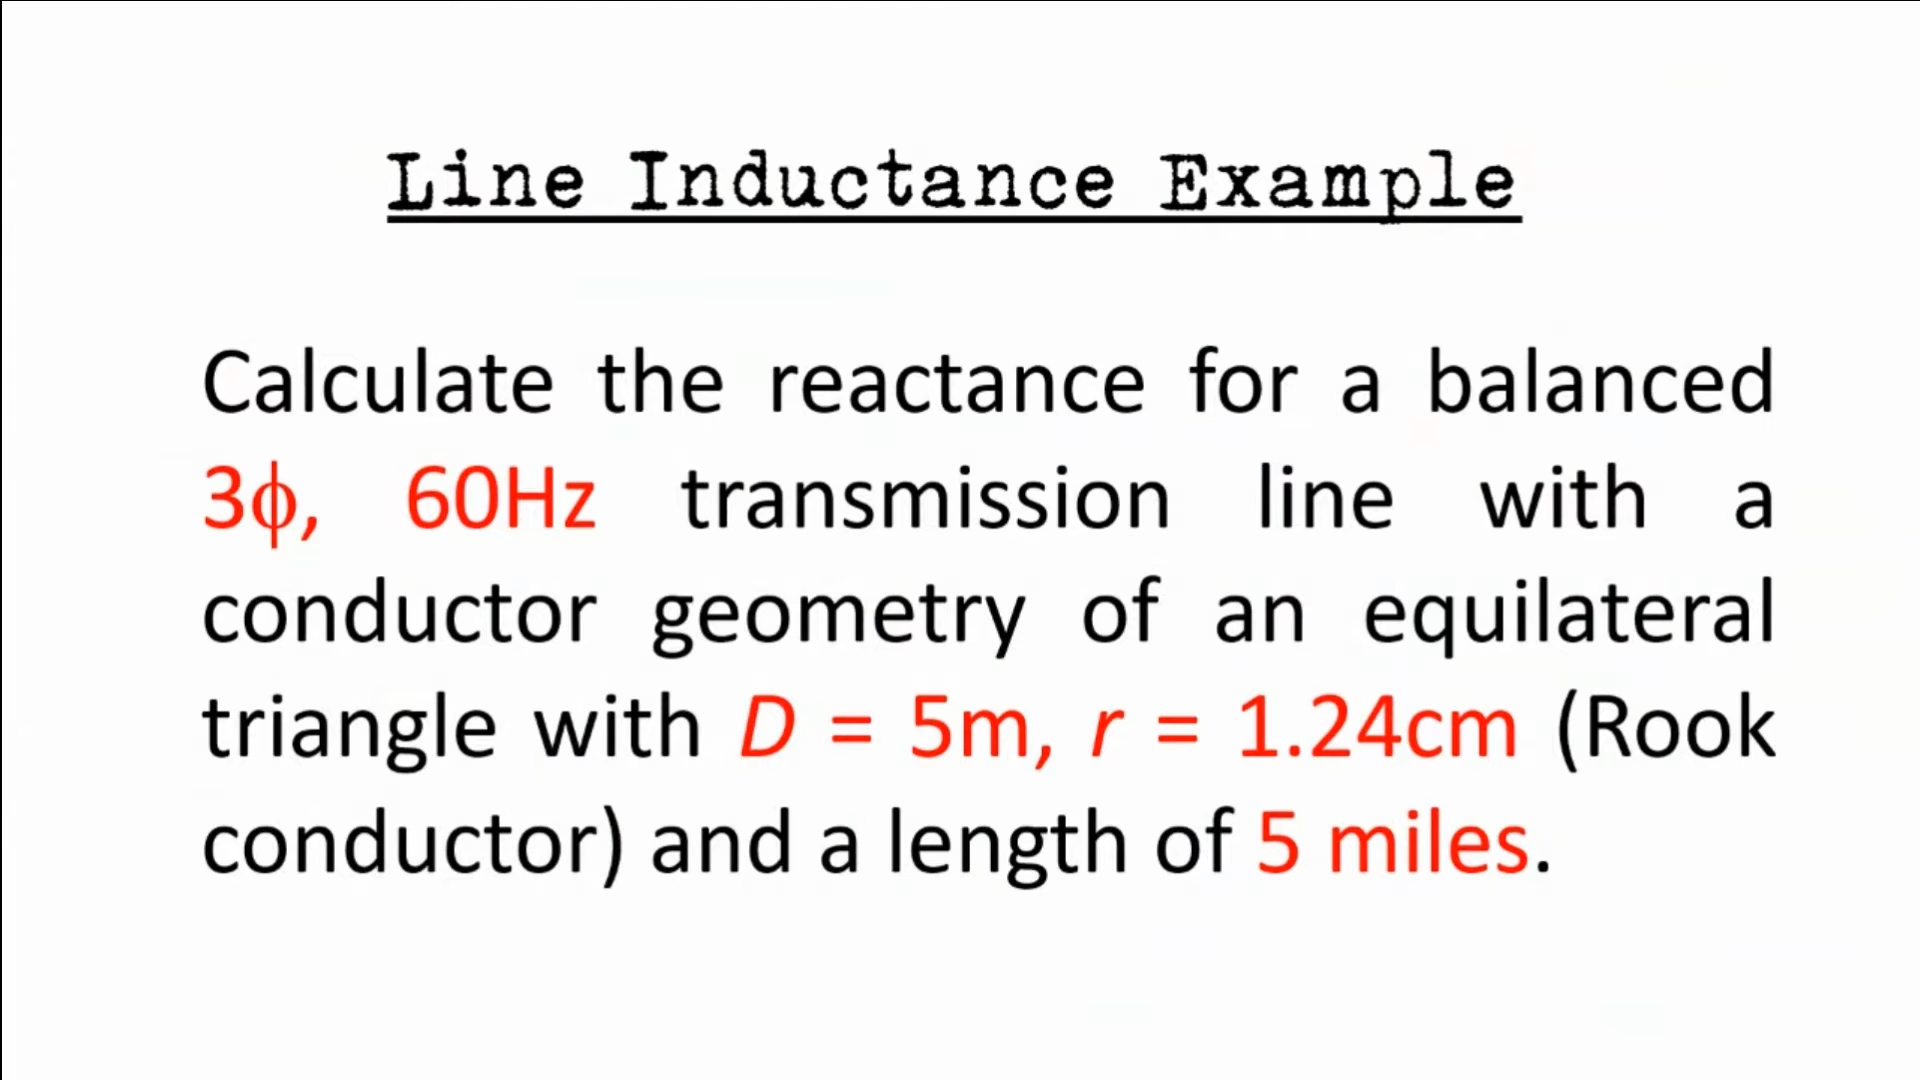 Line Inductance Example
Calculate the reactance for a balanced
3ϕ, 60Hz transmission line with a
conductor geometry of an equilateral
triangle with D = 5m, r = 1.24cm (Rook
conductor) and a length of 5 miles.